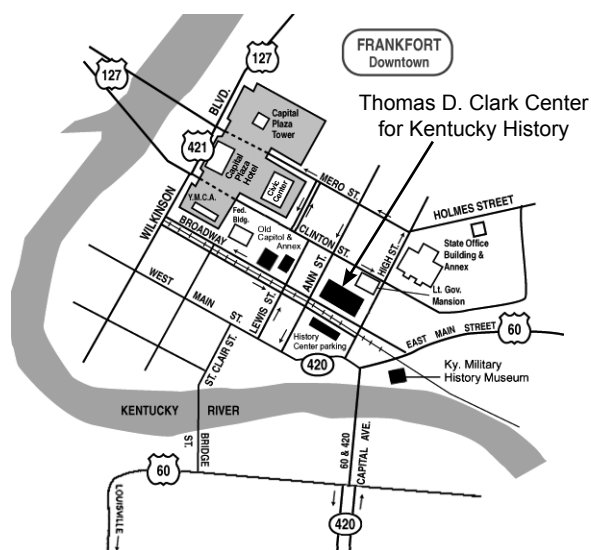 FRANKFORT
Downtown
127
127
BLVD.
Capital
Plaza
Tower
Thomas D. Clark Center
for Kentucky History
421
Capital
Plaza
Hotel
Civic
Center
MERO ST.
Y.M.C.A.
WILKINSON
HOLMES STREET
Fed.
Bldg.
BROADWAY
Old
Capitol &
Annex
CLINTON ST.
State Office
Building &
Annex
HIGH ST.
ANN ST.
Lt. Gov.
Mansion
WEST
MAIN
ST.
LEWIS ST.
History
Center parking
EAST MAIN STREET
60
ST. CLAIR ST.
420
Ky. Military
History Museum
KENTUCKY RIVER
BRIDGE
ST.
60 & 420
CAPITAL AVE.
60
LOUISVILLE
420